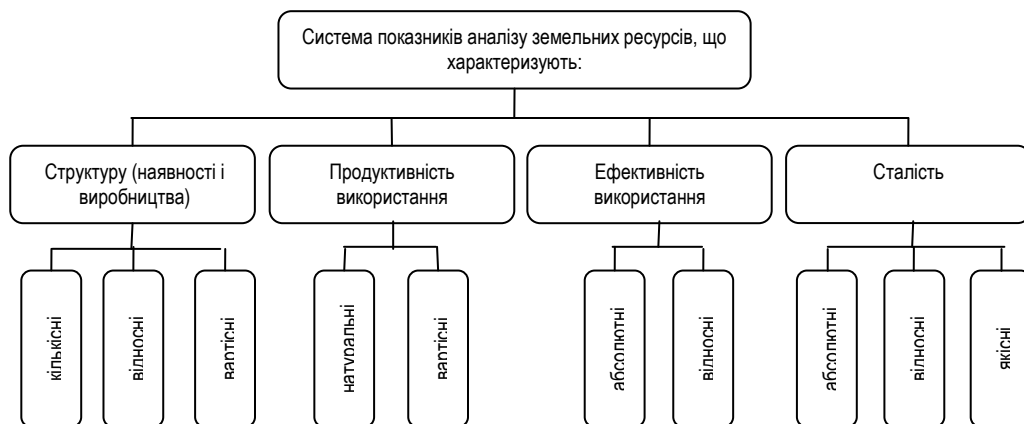 Система показників аналізу земельних ресурсів, що
характеризують:
Структуру (наявності і
виробництва)
Продуктивність
використання
Ефективність
використання
Сталість
кількісні
відносні
вартісні
натуральні
вартісні
абсолютні
відносні
абсолютні
відносні
якісні